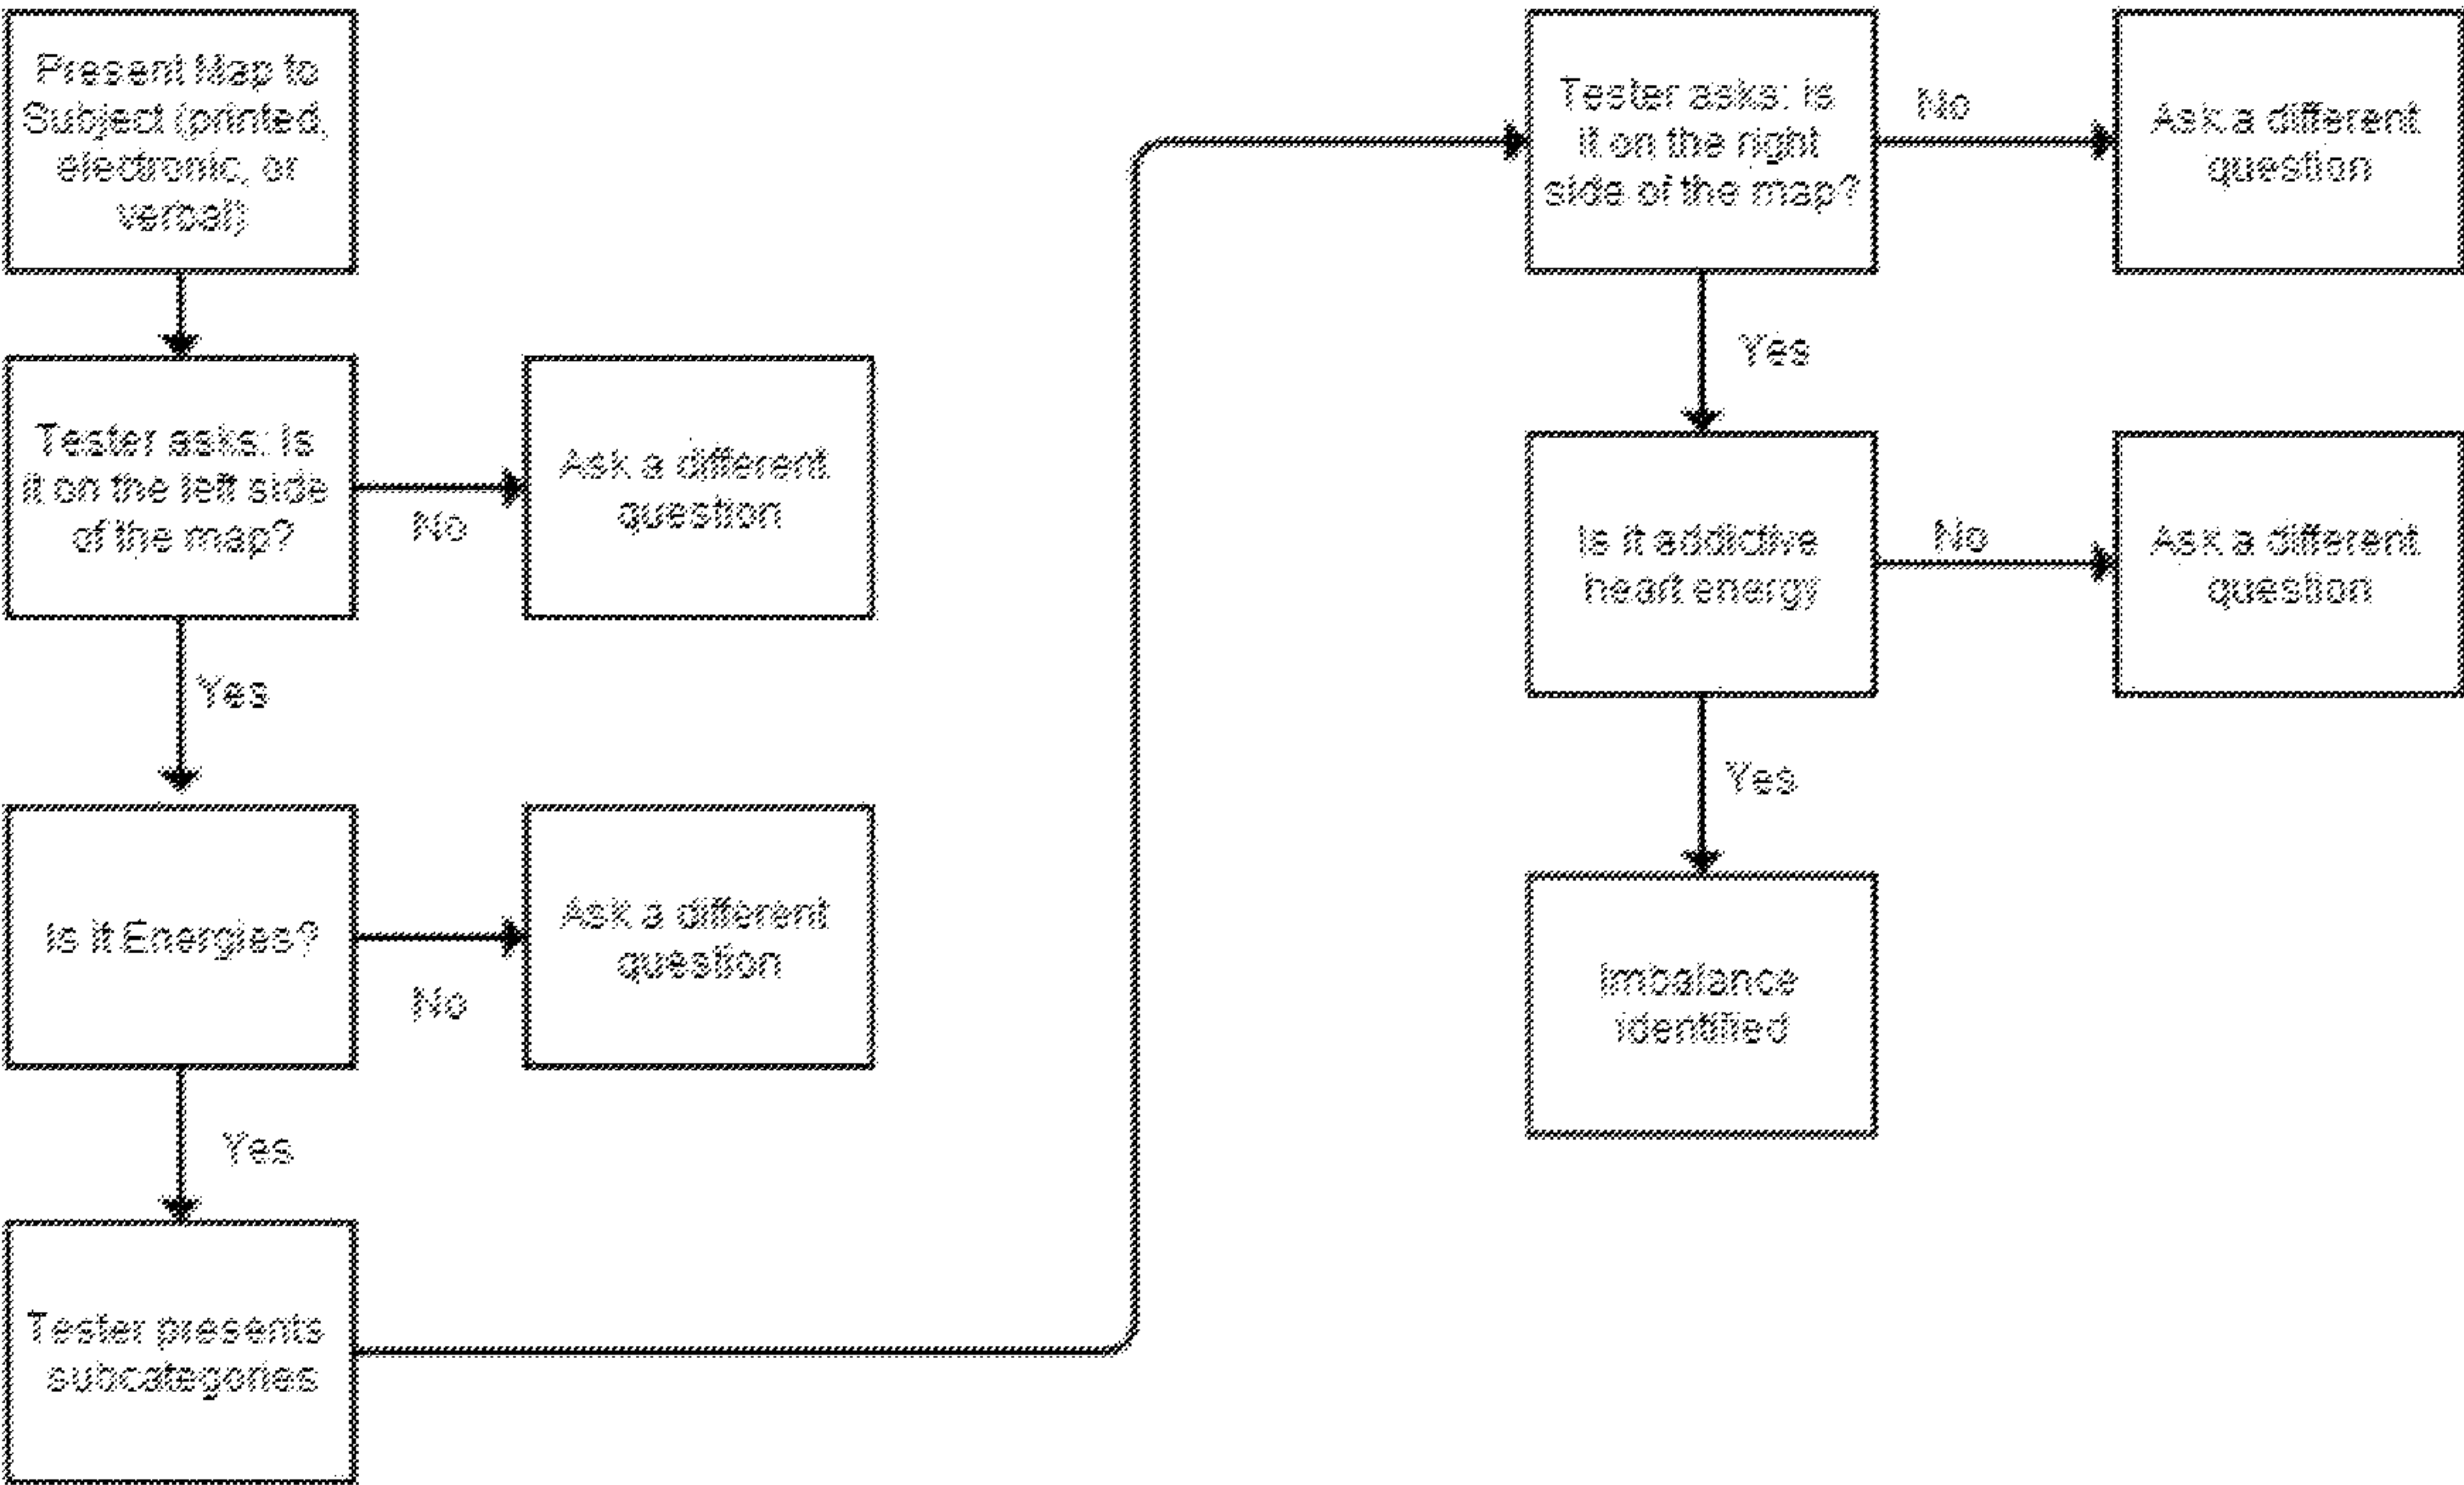 Present Map to
Subject (printed,
electronic, or
verbal)
Tester asks: is
it on the left side
of the map?
No
Ask a different
question
Yes
Is it Energies?
No
Ask a different
question
Yes
Tester presents
subcategories
Tester asks: is
it on the right
side of the map?
No
Ask a different
question
Yes
Is it addictive
heart energy
No
Ask a different
question
Yes
Imbalance
identified